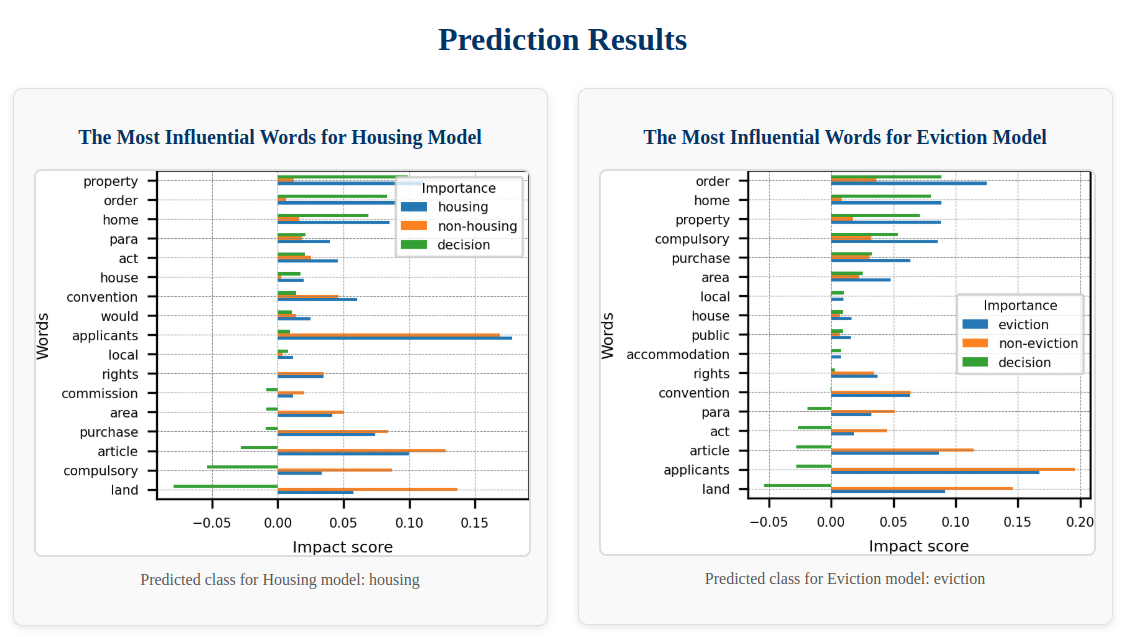 Prediction Results
The Most Influential Words for Housing Model
property
order
home
para
act
house
convention
would
applicants
local
rights
commission
area
purchase
article
compulsory
land
Words
Importance
housing
non-housing
decision
−0.05
0.00
0.05
0.10
0.15
Impact score
Predicted class for Housing model: housing
The Most Influential Words for Eviction Model
order
home
property
compulsory
purchase
area
local
house
public
accommodation
rights
convention
para
act
article
applicants
land
Words
Importance
eviction
non-eviction
decision
−0.05
0.00
0.05
0.10
0.15
0.20
Impact score
Predicted class for Eviction model: eviction